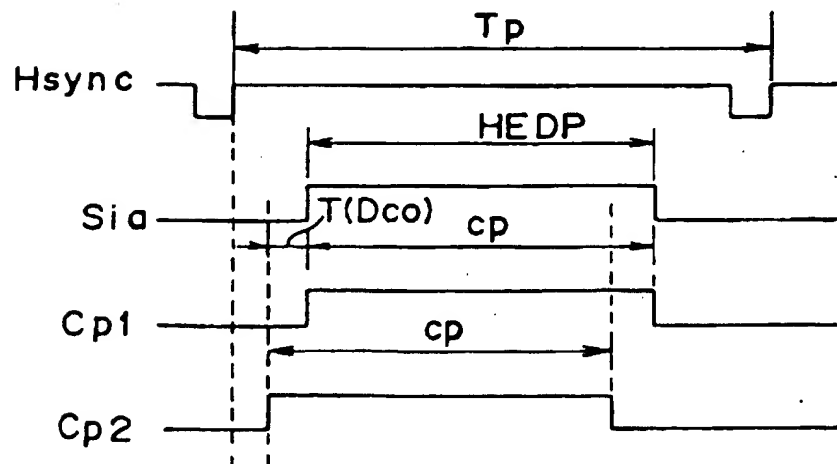 Tp
Hsync
HEDP
Sia
T(Dco)
cp
Cp1
cp
Cp2